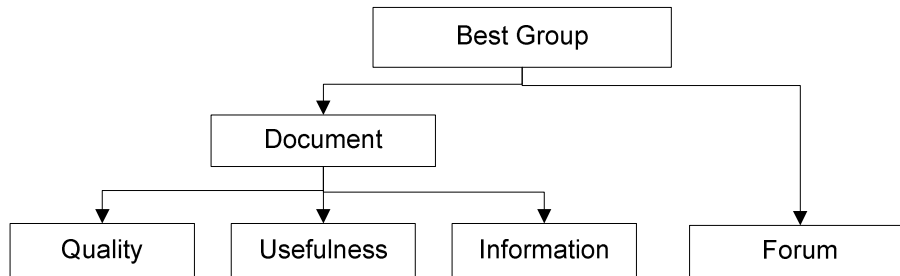 Best Group
Document
Quality
Usefulness
Information
Forum